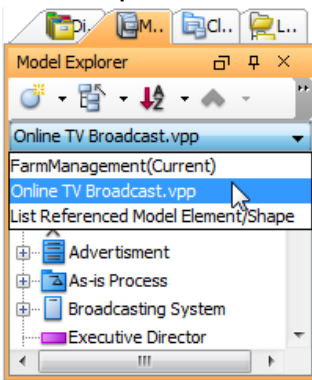 Di.. M.. Cl.. L..
Model Explorer
Online TV Broadcast.vpp
FarmManagement(Current)
Online TV Broadcast.vpp
List Referenced Model Element/Shape
Advertisment
As-is Process
Broadcasting System
Executive Director